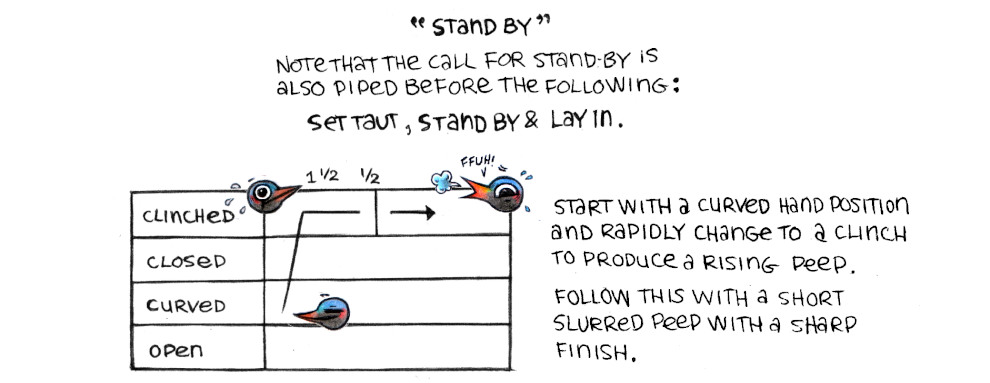 “ STAND BY ”
NOTE THAT THE CALL FOR STAND-BY IS
ALSO PIPED BEFORE THE FOLLOWING:
SET TAUT, STAND BY & LAY IN.
FFUH!
1 1/2 1/2
CLINCHED
CLOSED
CURVED
OPEN
START WITH A CURVED HAND POSITION
AND RAPIDLY CHANGE TO A CLINCH
TO PRODUCE A RISING PEEP.
FOLLOW THIS WITH A SHORT
SLURRED PEEP WITH A SHARP
FINISH.